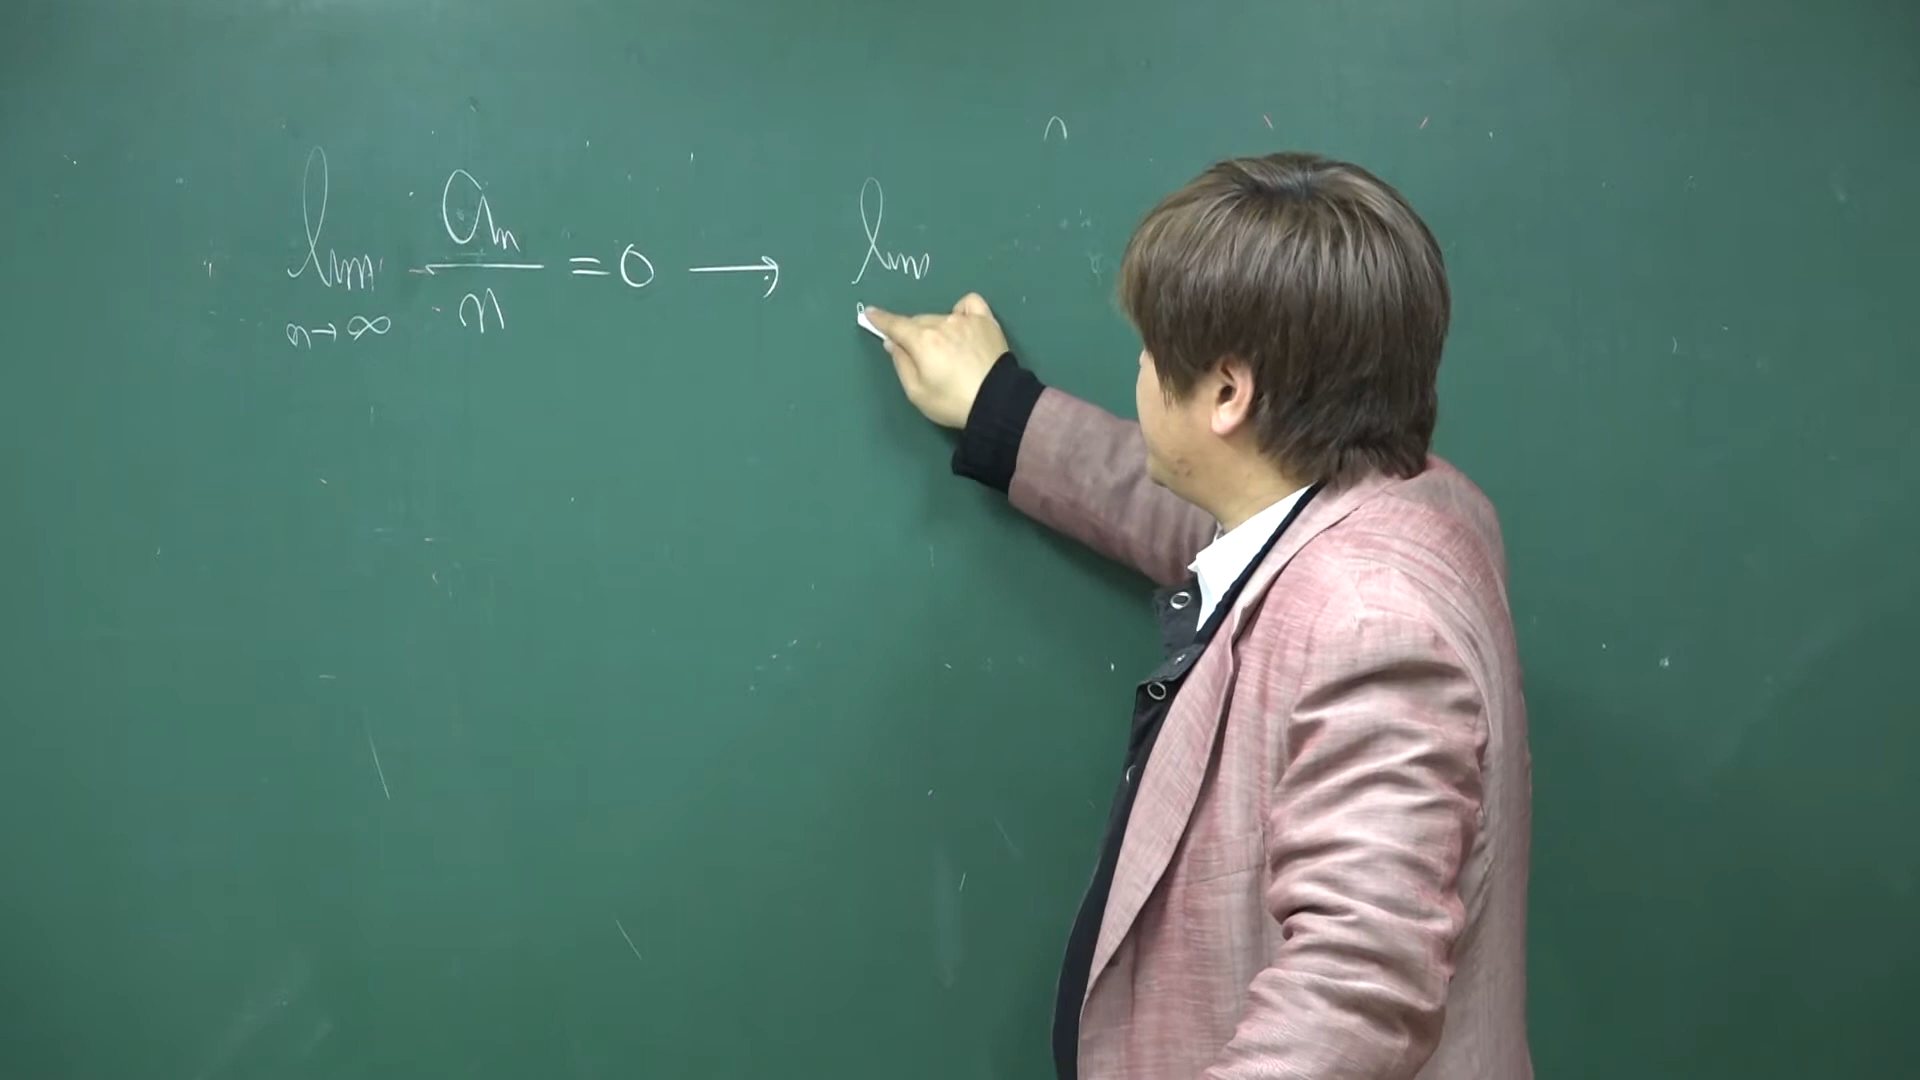 lim n→∞ an/n = 0 → lim